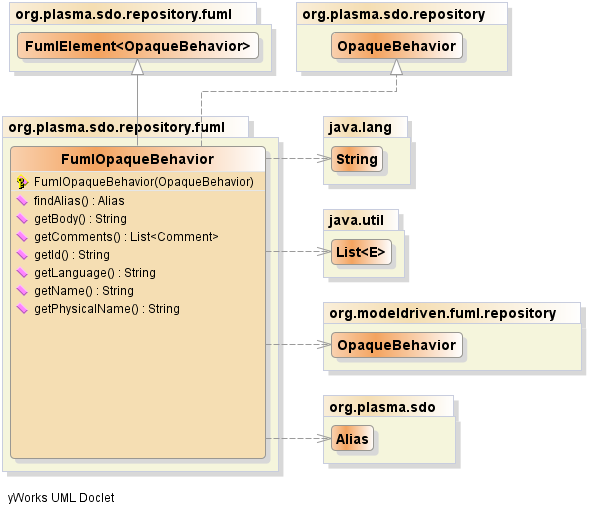 org.plasma.sdo.repository.fuml
FumlElement<OpaqueBehavior>
org.plasma.sdo.repository
OpaqueBehavior
org.plasma.sdo.repository.fuml
FumlOpaqueBehavior
FumlOpaqueBehavior(OpaqueBehavior)
findAlias() : Alias
getBody() : String
getComments() : List<Comment>
getId() : String
getLanguage() : String
getName() : String
getPhysicalName() : String
java.lang
String
java.util
List<E>
org.modeldriven.fuml.repository
OpaqueBehavior
org.plasma.sdo
Alias
yWorks UML Doclet